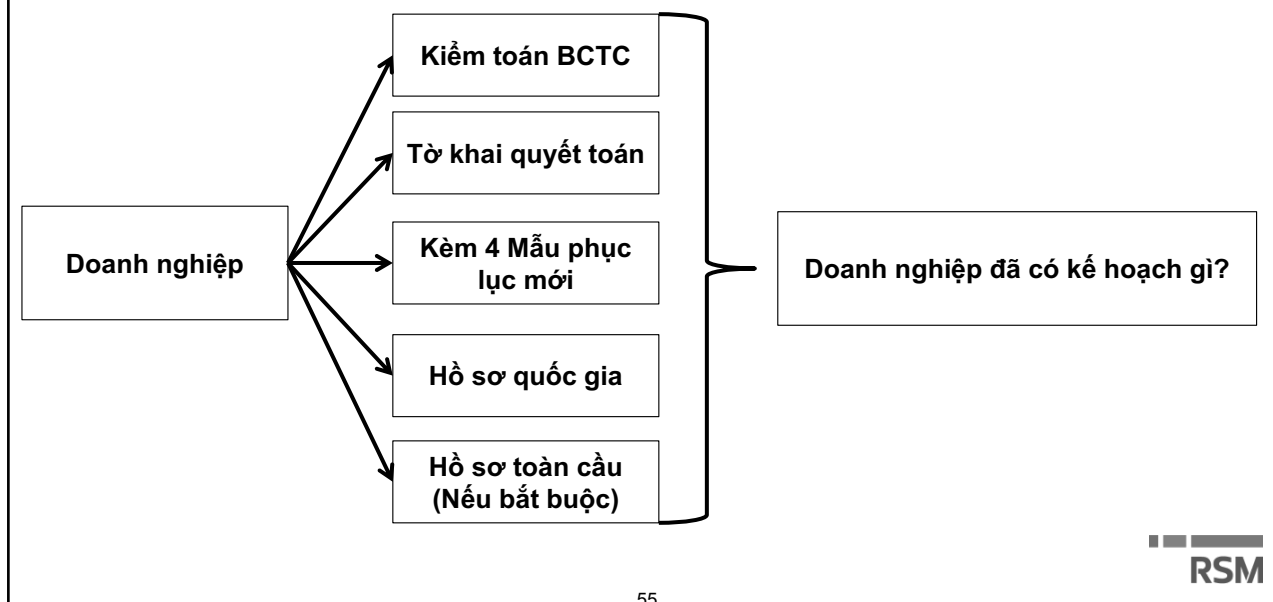 Doanh nghiệp
Kiểm toán BCTC
Tờ khai quyết toán
Kèm 4 Mẫu phục
lục mới
Hồ sơ quốc gia
Hồ sơ toàn cầu
(Nếu bắt buộc)
Doanh nghiệp đã có kế hoạch gì?
RSM
55